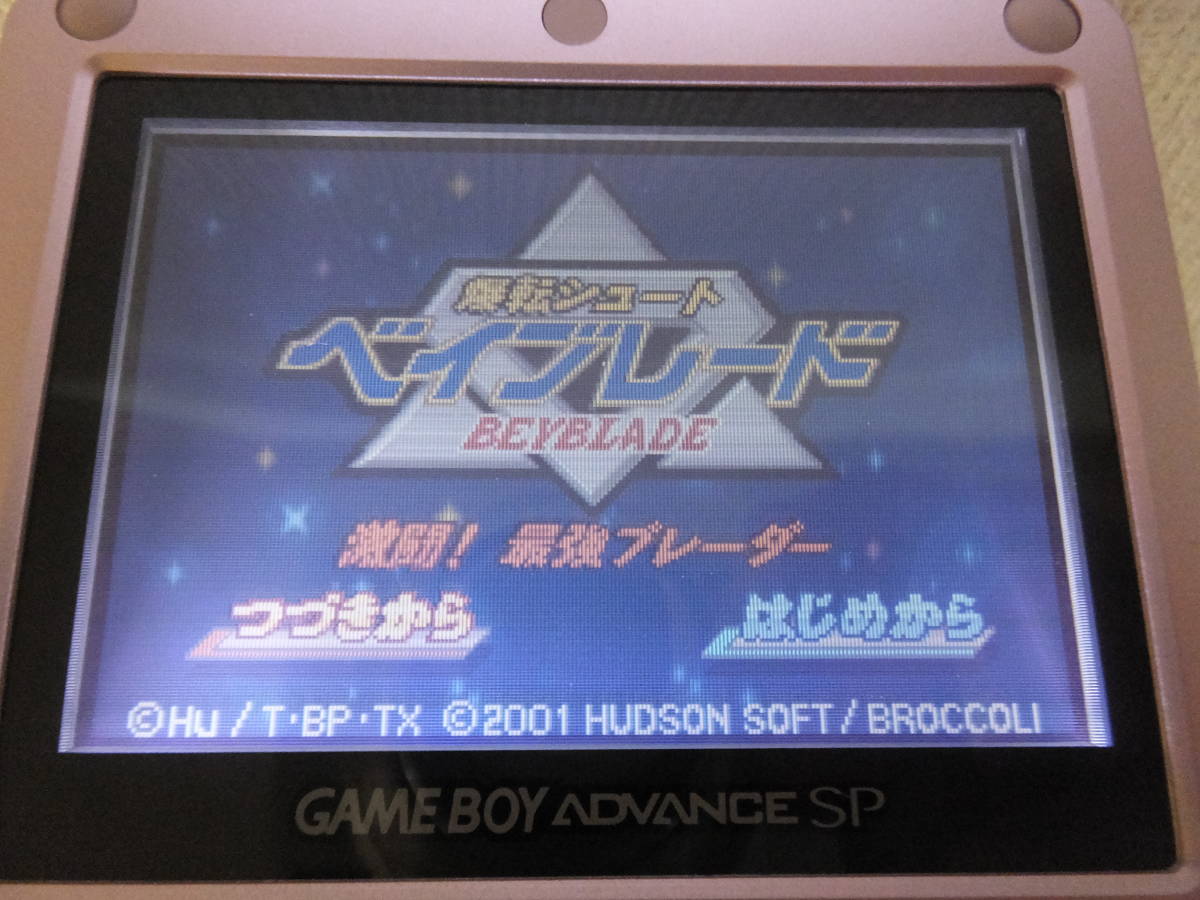 爆転シュート
ベイブレード
BEYBLADE
激闘! 最強ブレーダー
つづきから はじめから
©HW/T·BP·TX ©2001 HUDSON SOFT/BROCCOLI
GAME BOY ADVANCE SP